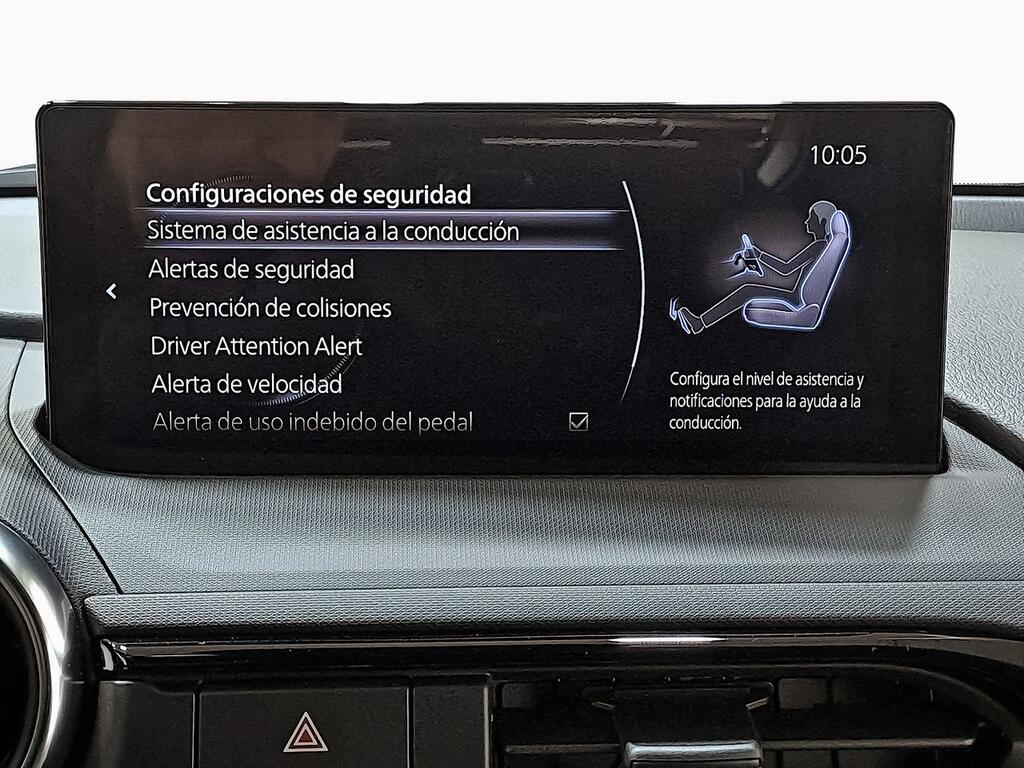 10:05
Configuraciones de seguridad
Sistema de asistencia a la conducción
Alertas de seguridad
Prevención de colisiones
Driver Attention Alert
Alerta de velocidad
Alerta de uso indebido del pedal
Configura el nivel de asistencia y
notificaciones para la ayuda a la
conducción.